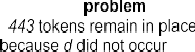 problem
443 tokens remain in place
because d did not occur